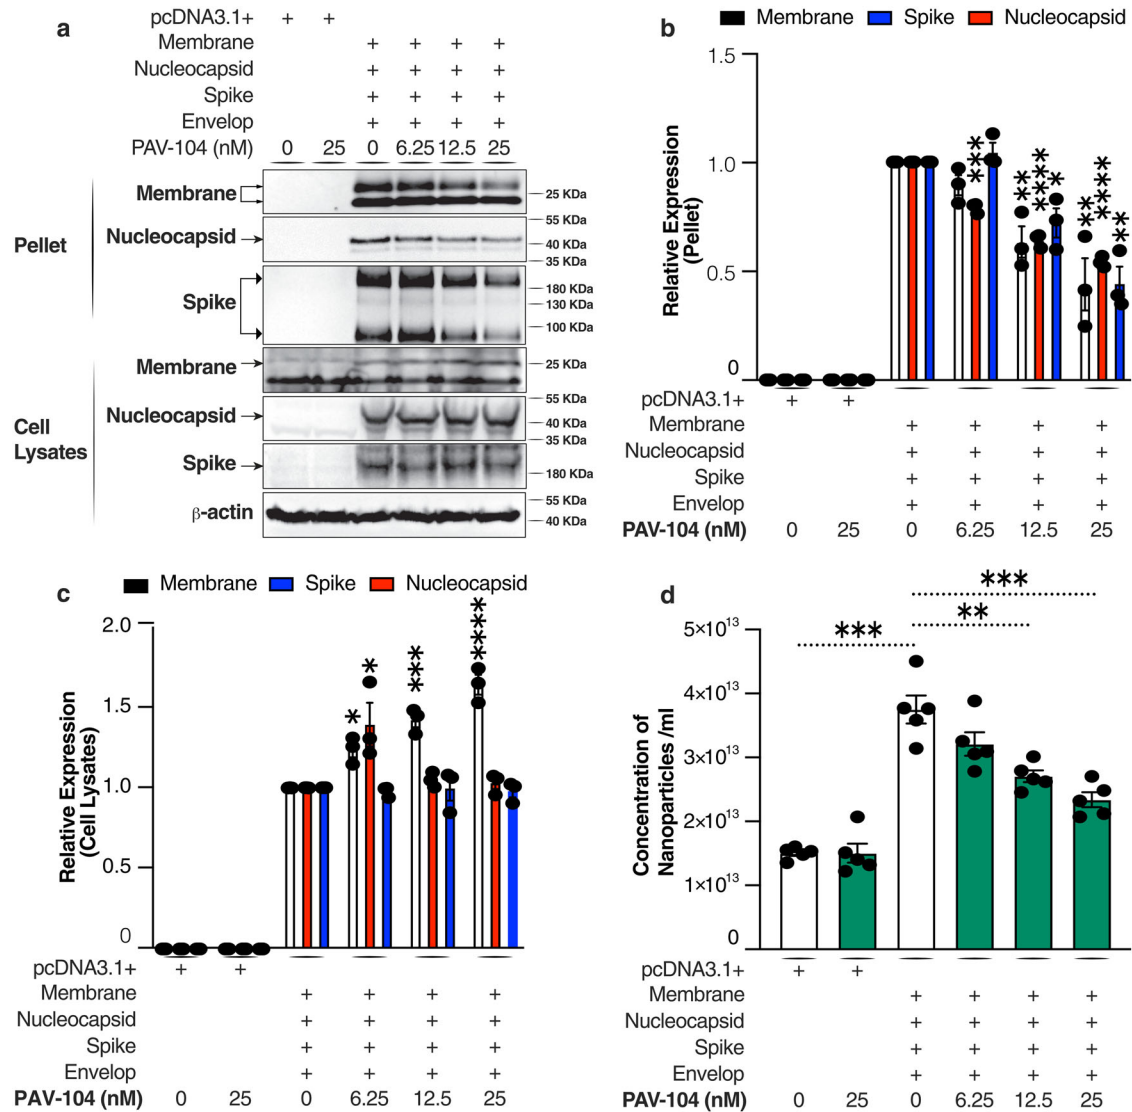 a
pcDNA3.1+ + +
Membrane + + + +
Nucleocapsid + + + +
Spike + + + +
Envelop + + + +
PAV-104 (nM) 0 25 0 6.25 12.5 25
Pellet
Membrane 25 KDa
Nucleocapsid 55 KDa
40 KDa
35 KDa
Spike 180 KDa
130 KDa
100 KDa
Cell Lysates
Membrane 25 KDa
Nucleocapsid 55 KDa
40 KDa
35 KDa
Spike 180 KDa
β-actin 55 KDa
40 KDa
b
Membrane Spike Nucleocapsid
Relative Expression
(Pellet)
1.5
1.0
0.5
0
*** ** **** * ** **** **
pcDNA3.1+ + +
Membrane + + + +
Nucleocapsid + + + +
Spike + + + +
Envelop + + + +
PAV-104 (nM) 0 25 0 6.25 12.5 25
c
Membrane Spike Nucleocapsid
Relative Expression
(Cell Lysates)
2.0
1.5
1.0
0.5
0
* * *** ****
pcDNA3.1+ + +
Membrane + + + +
Nucleocapsid + + + +
Spike + + + +
Envelop + + + +
PAV-104 (nM) 0 25 0 6.25 12.5 25
d
Concentration of
Nanoparticles /ml
5×10¹³
4×10¹³
3×10¹³
2×10¹³
1×10¹³
0
***
**
***
pcDNA3.1+ + +
Membrane + + + +
Nucleocapsid + + + +
Spike + + + +
Envelop + + + +
PAV-104 (nM) 0 25 0 6.25 12.5 25